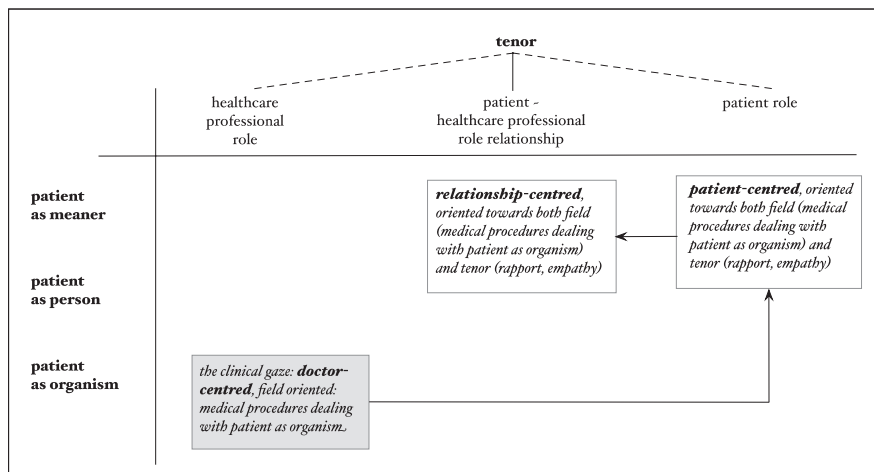 tenor
healthcare
professional
role
patient -
healthcare professional
role relationship
patient role
patient
as meaner
relationship-centred,
oriented towards both field
(medical procedures dealing
with patient as organism)
and tenor (rapport, empathy)
patient-centred, oriented
towards both field (medical
procedures dealing with
patient as organism) and
tenor (rapport, empathy)
patient
as person
patient
as organism
the clinical gaze: doctor-
centred, field oriented:
medical procedures dealing
with patient as organism.